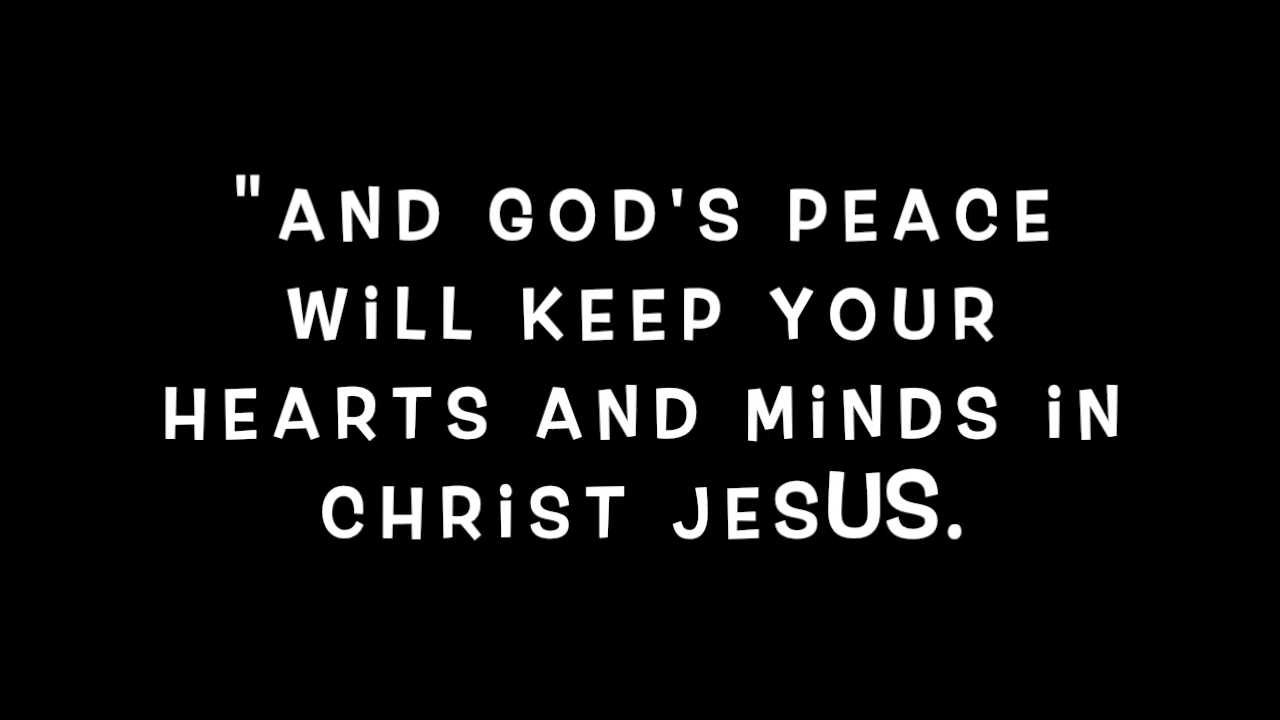 "AND GOD'S PEACE
WiLL KEEP YOUR
HEARTS AND MiNDS iN
CHRiST JESUS.